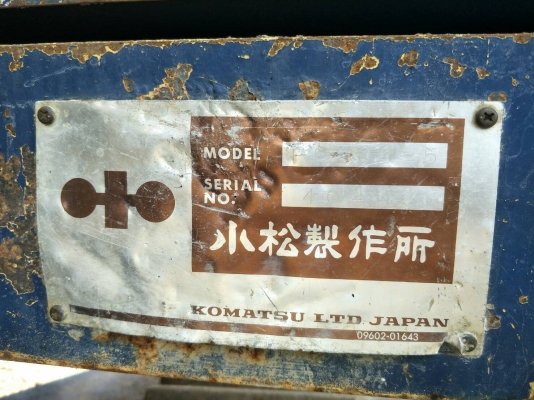 MODEL
SERIAL
NO.
小松製作所
KOMATSU LTD JAPAN
09602-01643